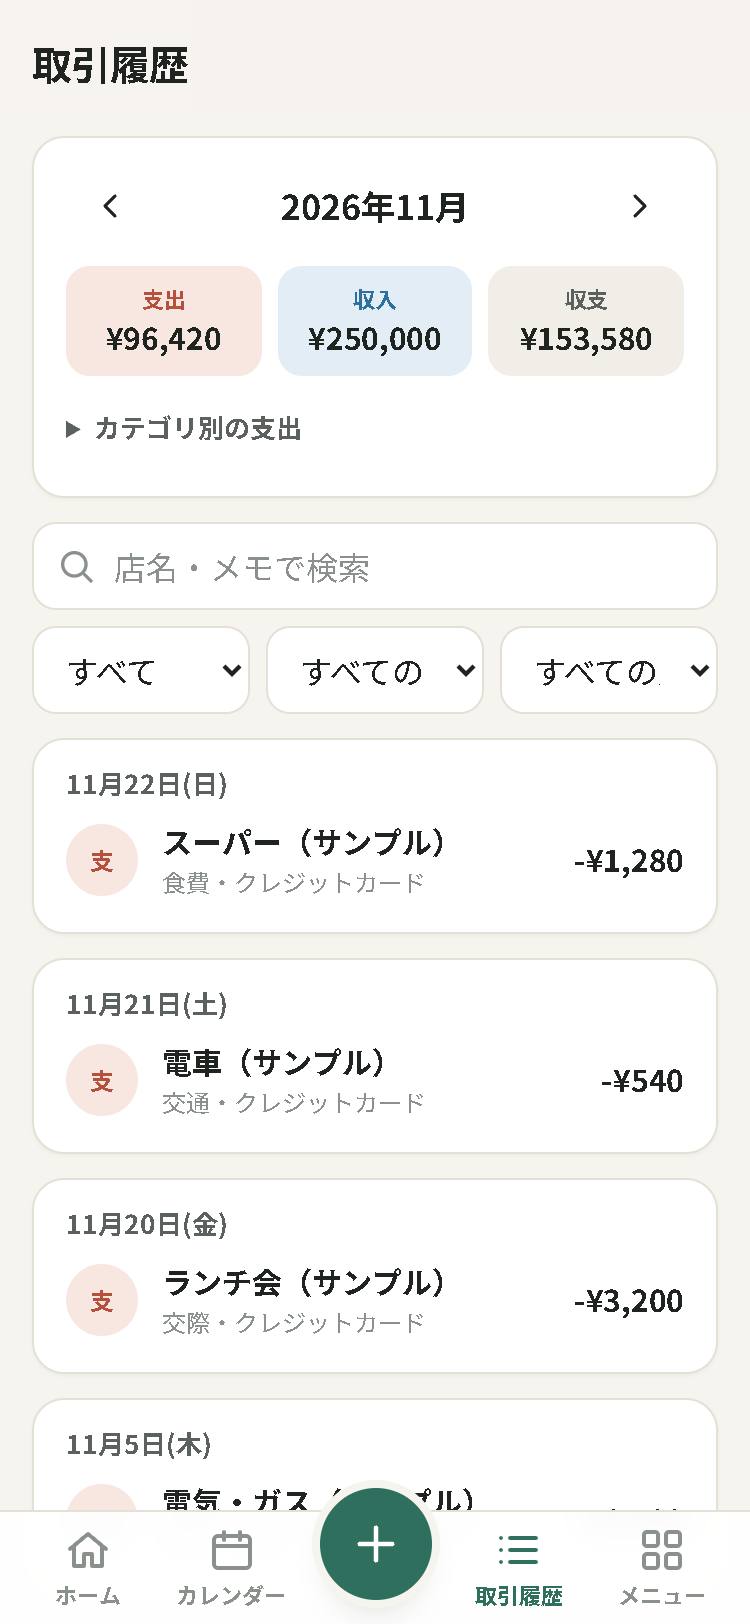 取引履歴
2026年11月
支出
¥96,420
収入
¥250,000
収支
¥153,580
カテゴリ別の支出
店名・メモで検索
すべて
すべての
すべての
11月22日(日)
支
スーパー（サンプル）
食費・クレジットカード
-¥1,280
11月21日(土)
支
電車（サンプル）
交通・クレジットカード
-¥540
11月20日(金)
支
ランチ会（サンプル）
交際・クレジットカード
-¥3,200
11月5日(木)
電気・ガス
ホーム
カレンダー
取引履歴
メニュー